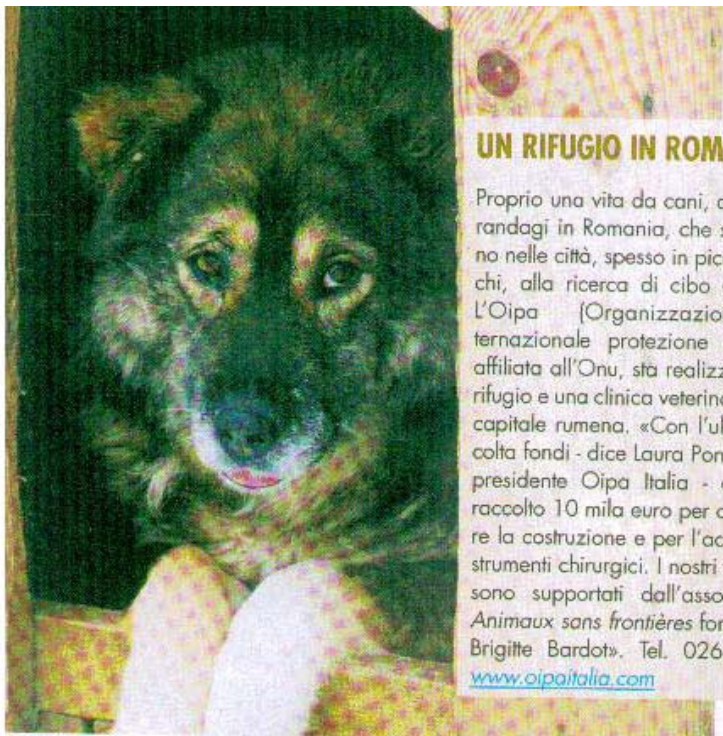 UN RIFUGIO IN ROM
Proprio una vita da cani,
randagi in Romania, che s
no nelle città, spesso in pic
chi, alla ricerca di cibo
L'Oipa (Organizzazio
ternazionale protezione
affiliata all'Onu, sta realizz
rifugio e una clinica veterina
capitale rumena. «Con l'ul
colta fondi - dice Laura Pon
presidente Oipa Italia -
raccolto 10 mila euro per
re la costruzione e per l'ac
strumenti chirurgici. I nostri
sono supportati dall'asso
Animaux sans frontières for
Brigitte Bardot». Tel. 026
www.oipaitalia.com